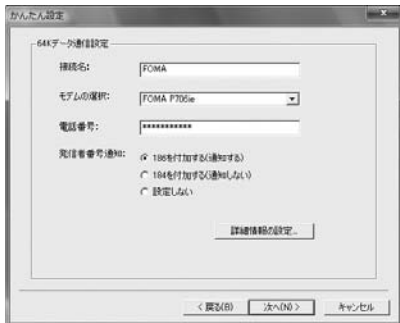 かんたん設定
64Kデータ通信設定
接続名: FOMA
モデムの選択: FOMA P706ie
電話番号: ***********
発信者番号通知: 186を付加する(通知する)
184を付加する(通知しない)
設定しない
詳細情報の設定...
< 戻る(B) 次へ(N) > キャンセル